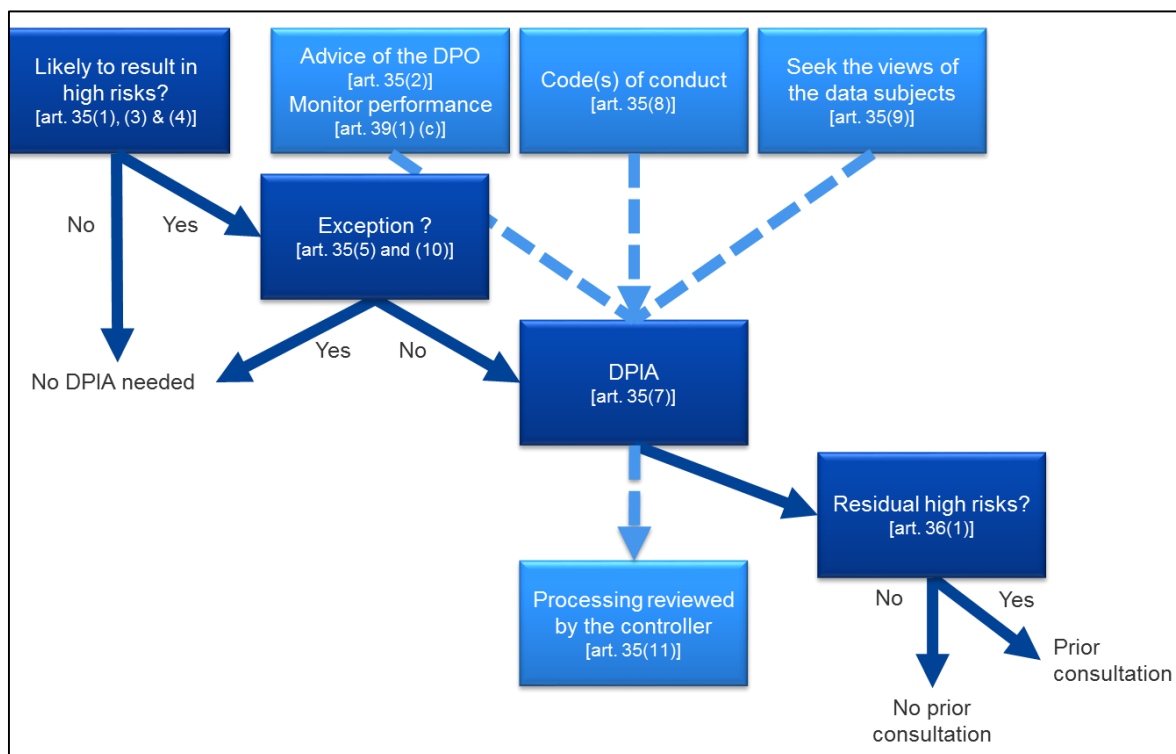 Likely to result in
high risks?
[art. 35(1), (3) & (4)]
Advice of the DPO
[art. 35(2)]
Monitor performance
[art. 39(1) (c)]
Code(s) of conduct
[art. 35(8)]
Seek the views of
the data subjects
[art. 35(9)]
No
Yes
Exception ?
[art. 35(5) and (10)]
Yes
No
No DPIA needed
DPIA
[art. 35(7)]
Residual high risks?
[art. 36(1)]
Processing reviewed
by the controller
[art. 35(11)]
No
Yes
Prior
consultation
No prior
consultation